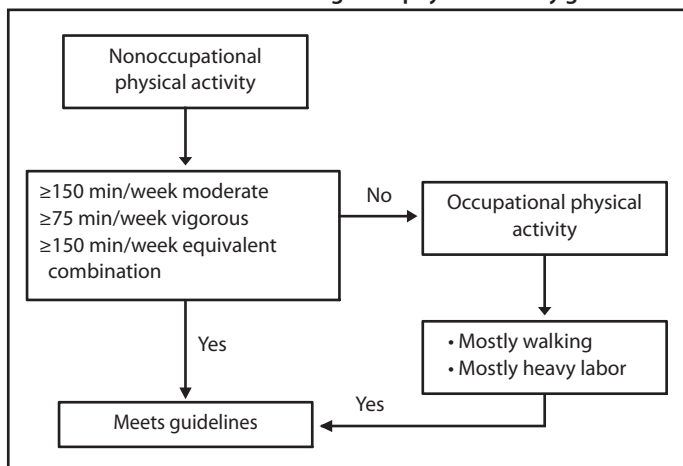 Nonoccupational
physical activity
≥150 min/week moderate
≥75 min/week vigorous
≥150 min/week equivalent
combination
No
Occupational physical
activity
Yes
• Mostly walking
• Mostly heavy labor
Yes
Meets guidelines